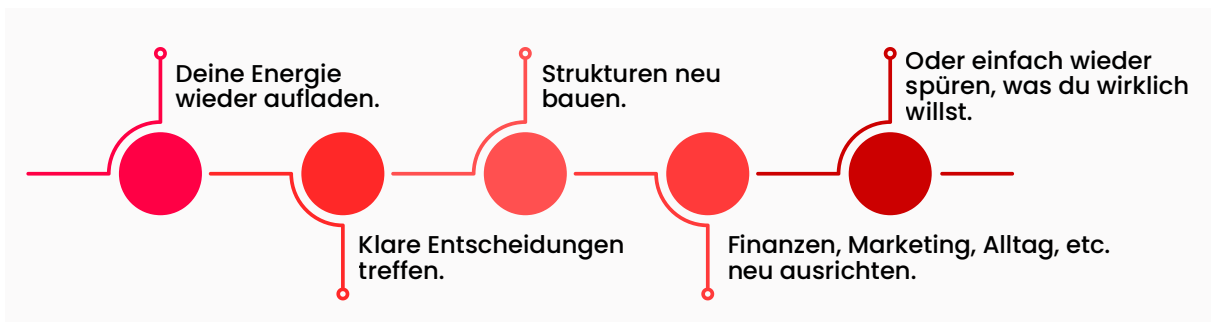 Deine Energie
wieder aufladen.
Klare Entscheidungen
treffen.
Strukturen neu
bauen.
Finanzen, Marketing, Alltag, etc.
neu ausrichten.
Oder einfach wieder
spüren, was du wirklich
willst.